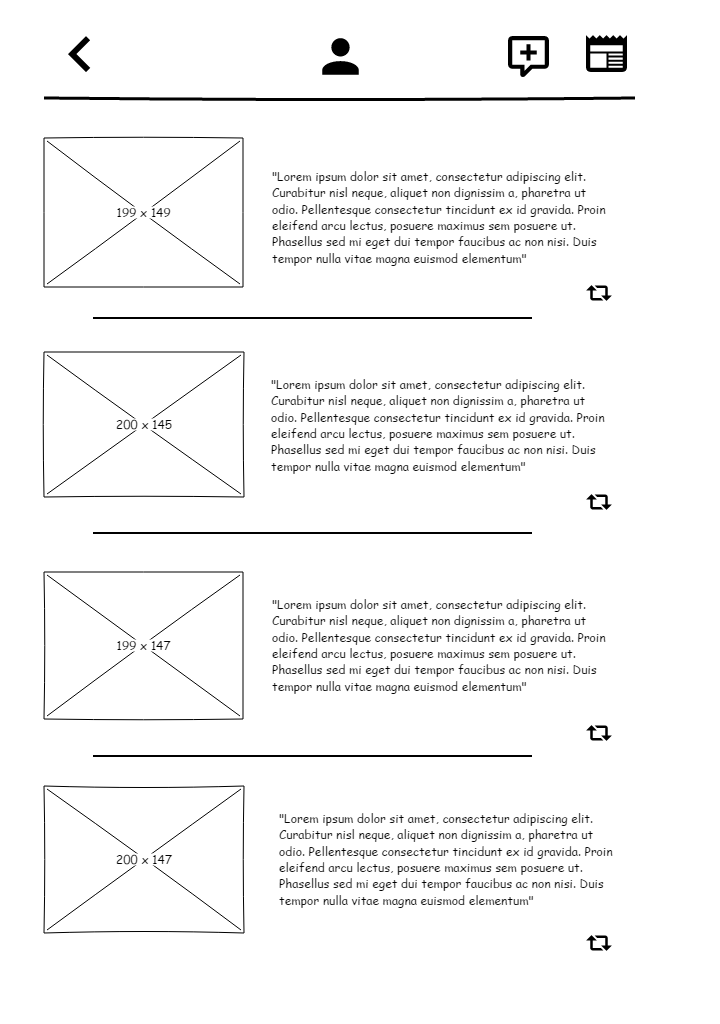 199 x 149
"Lorem ipsum dolor sit amet, consectetur adipiscing elit.
Curabitur nisl neque, aliquet non dignissim a, pharetra ut
odio. Pellentesque consectetur tincidunt ex id gravida. Proin
eleifend arcu lectus, posuere maximus sem posuere ut.
Phasellus sed mi eget dui tempor faucibus ac non nisi. Duis
tempor nulla vitae magna euismod elementum"
200 x 145
"Lorem ipsum dolor sit amet, consectetur adipiscing elit.
Curabitur nisl neque, aliquet non dignissim a, pharetra ut
odio. Pellentesque consectetur tincidunt ex id gravida. Proin
eleifend arcu lectus, posuere maximus sem posuere ut.
Phasellus sed mi eget dui tempor faucibus ac non nisi. Duis
tempor nulla vitae magna euismod elementum"
199 x 147
"Lorem ipsum dolor sit amet, consectetur adipiscing elit.
Curabitur nisl neque, aliquet non dignissim a, pharetra ut
odio. Pellentesque consectetur tincidunt ex id gravida. Proin
eleifend arcu lectus, posuere maximus sem posuere ut.
Phasellus sed mi eget dui tempor faucibus ac non nisi. Duis
tempor nulla vitae magna euismod elementum"
200 x 147
"Lorem ipsum dolor sit amet, consectetur adipiscing elit.
Curabitur nisl neque, aliquet non dignissim a, pharetra ut
odio. Pellentesque consectetur tincidunt ex id gravida. Proin
eleifend arcu lectus, posuere maximus sem posuere ut.
Phasellus sed mi eget dui tempor faucibus ac non nisi. Duis
tempor nulla vitae magna euismod elementum"